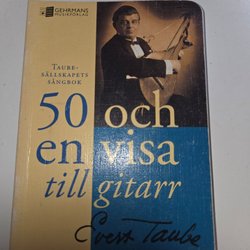 GEHRMANS
MUSIKFÖRLAG
TAUBE-
SÄLLSKAPETS
SÅNGBOK
50 och
en visa
till gitarr
Evert Taube